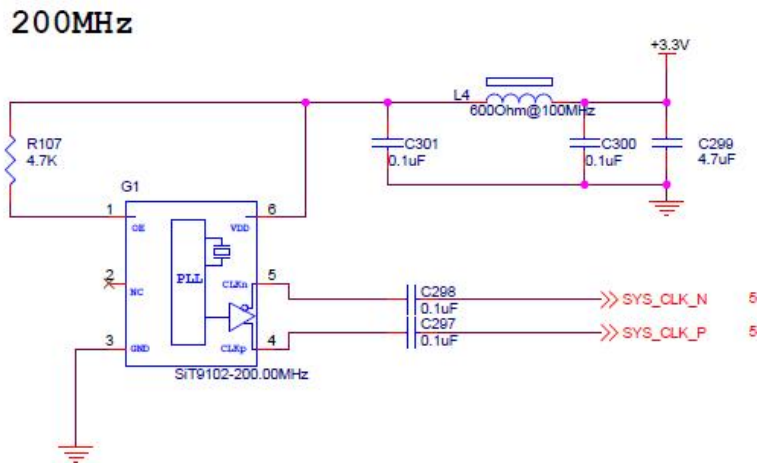 200MHz
+3.3V
L4
600Ohm@100MHz
R107
4.7K
C301
0.1uF
C300
0.1uF
C299
4.7uF
G1
1
6
OE
VDD
2
NC
PLL
CLKn
5
C298
0.1uF
SYS_CLK_N
5
3
GND
CLKp
4
C297
0.1uF
SYS_CLK_P
5
SiT9102-200.00MHz